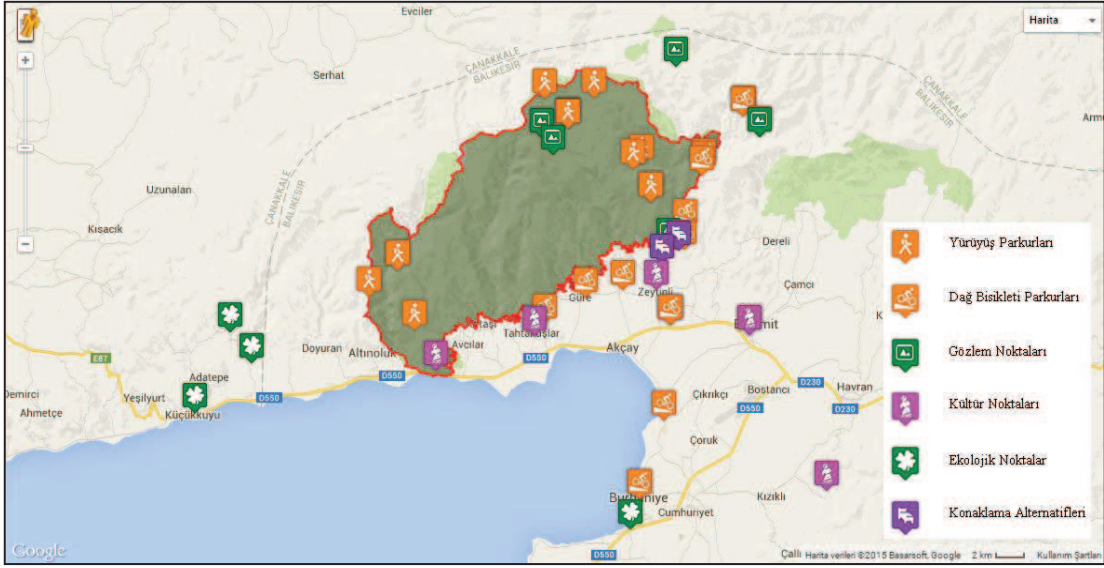 Evciler
Harita
Serhat
ÇANAKKALE
BALIKESİR
ÇANAKKALE
BALIKESİR
Uzunalan
ÇANAKKALE
BALIKESİR
Kısacık
Dereli
Yürüyüş Parkurları
Çamcı
Dağ Bisikleti Parkurları
Zeytinli
Güre
Tahtakuşlar
Avcılar
Akçay
Doyuran
Altınoluk
Gözlem Noktaları
E87
D550
Adatepe
D550
D550
Demirci
Yeşilyurt
Ahmetçe
Küçükkuyu
Çıkrıkçı
Bostancı
D230
Havran
D550
D230
Kültür Noktaları
Çoruk
Ekolojik Noktalar
Burhaniye
Kızıklı
Cumhuriyet
Konaklama Alternatifleri
D550
Google
Çallı
Harita verileri ©2015 Basarsoft, Google
2 km
Kullanım Şartları